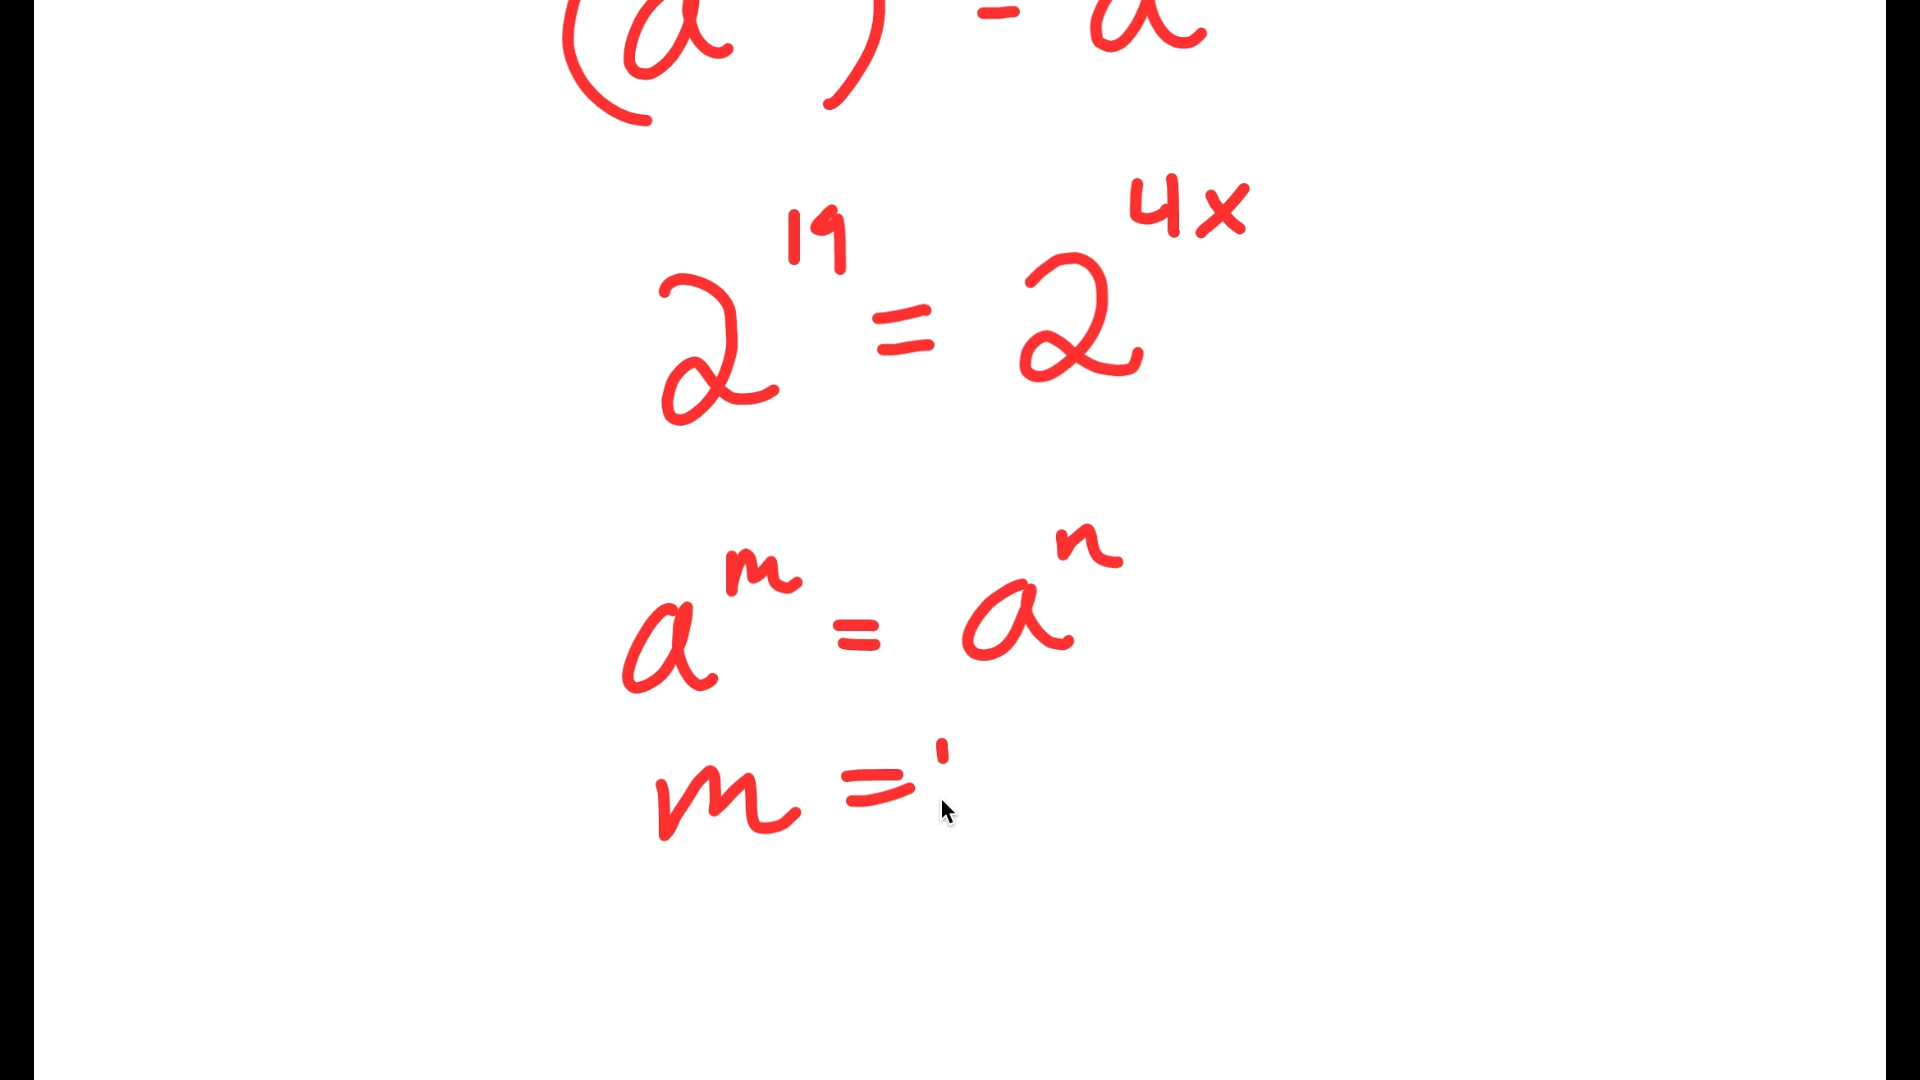 (a ) = a
2^19 = 2^4x
a^m = a^n
m =